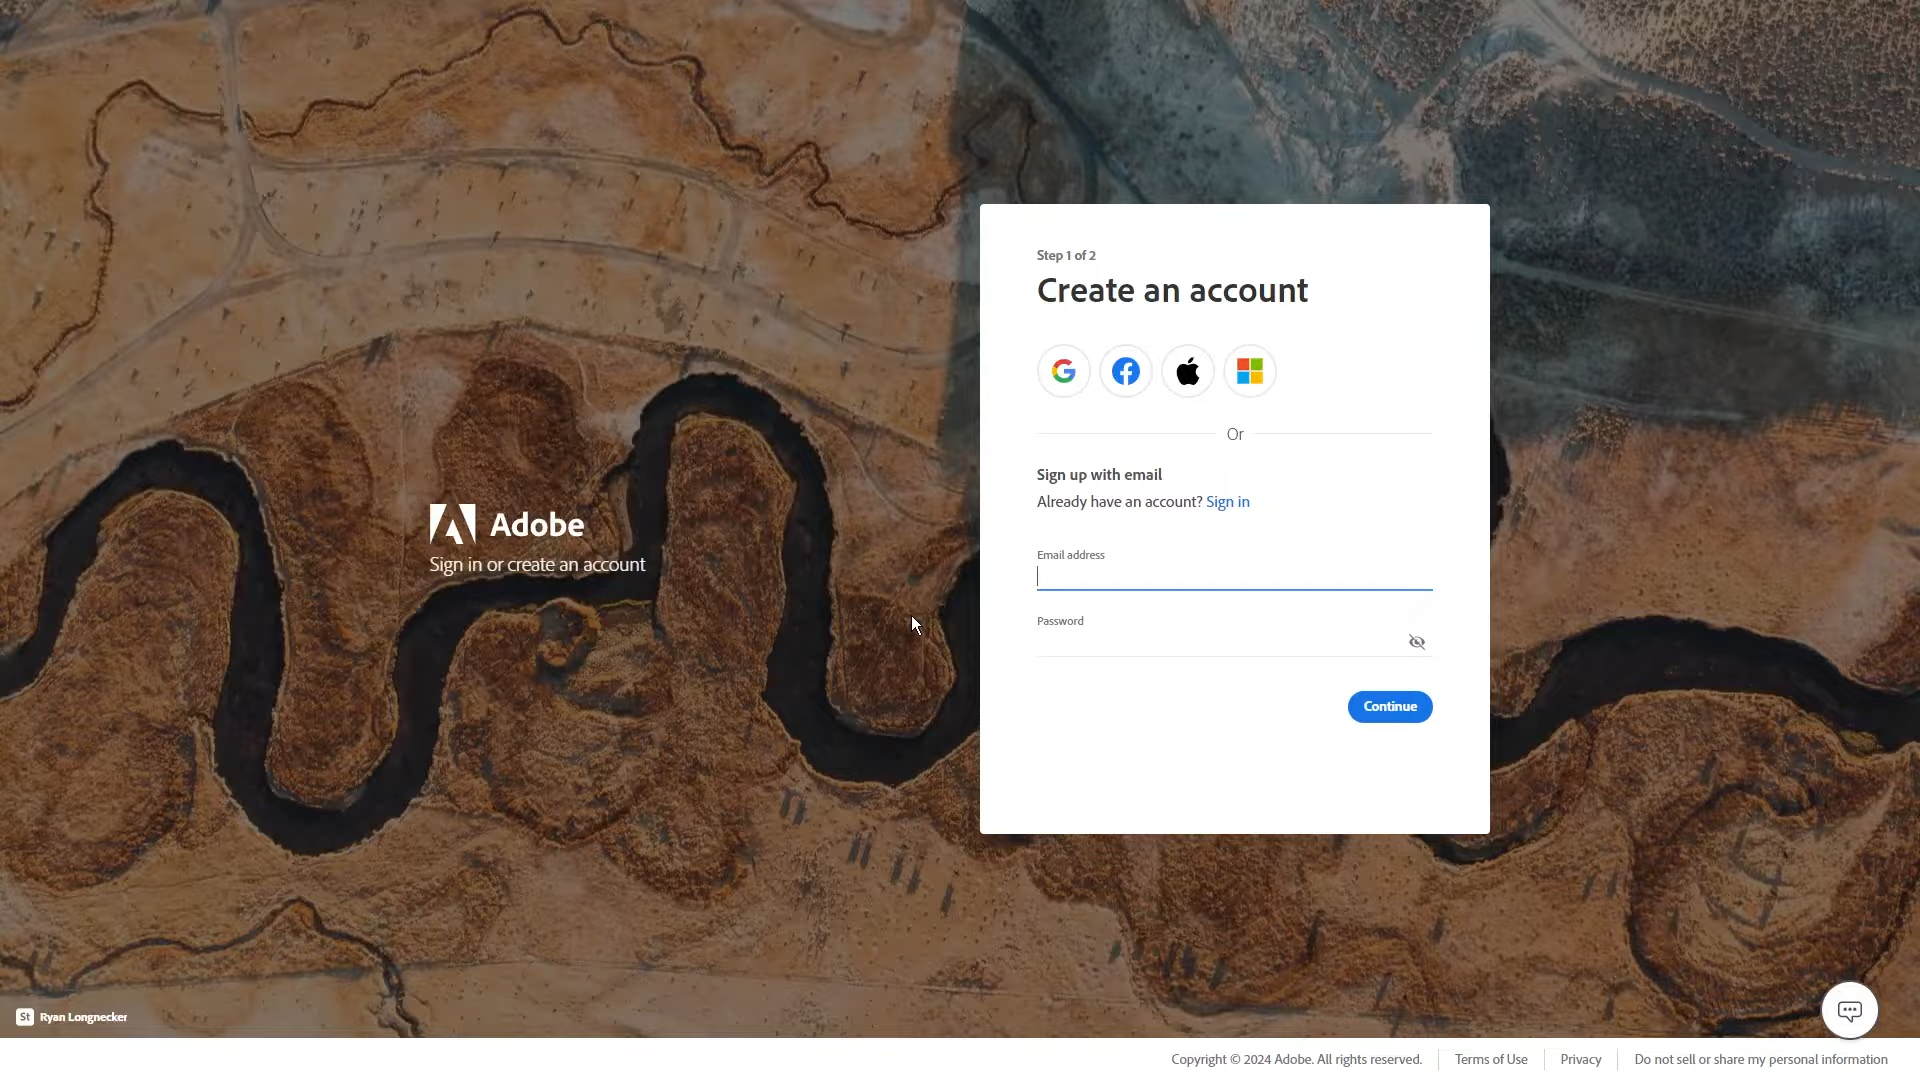 Adobe
Sign in or create an account
Step 1 of 2
Create an account
Or
Sign up with email
Already have an account? Sign in
Email address
Password
Continue
St Ryan Longnecker
Copyright © 2024 Adobe. All rights reserved.
Terms of Use
Privacy
Do not sell or share my personal information